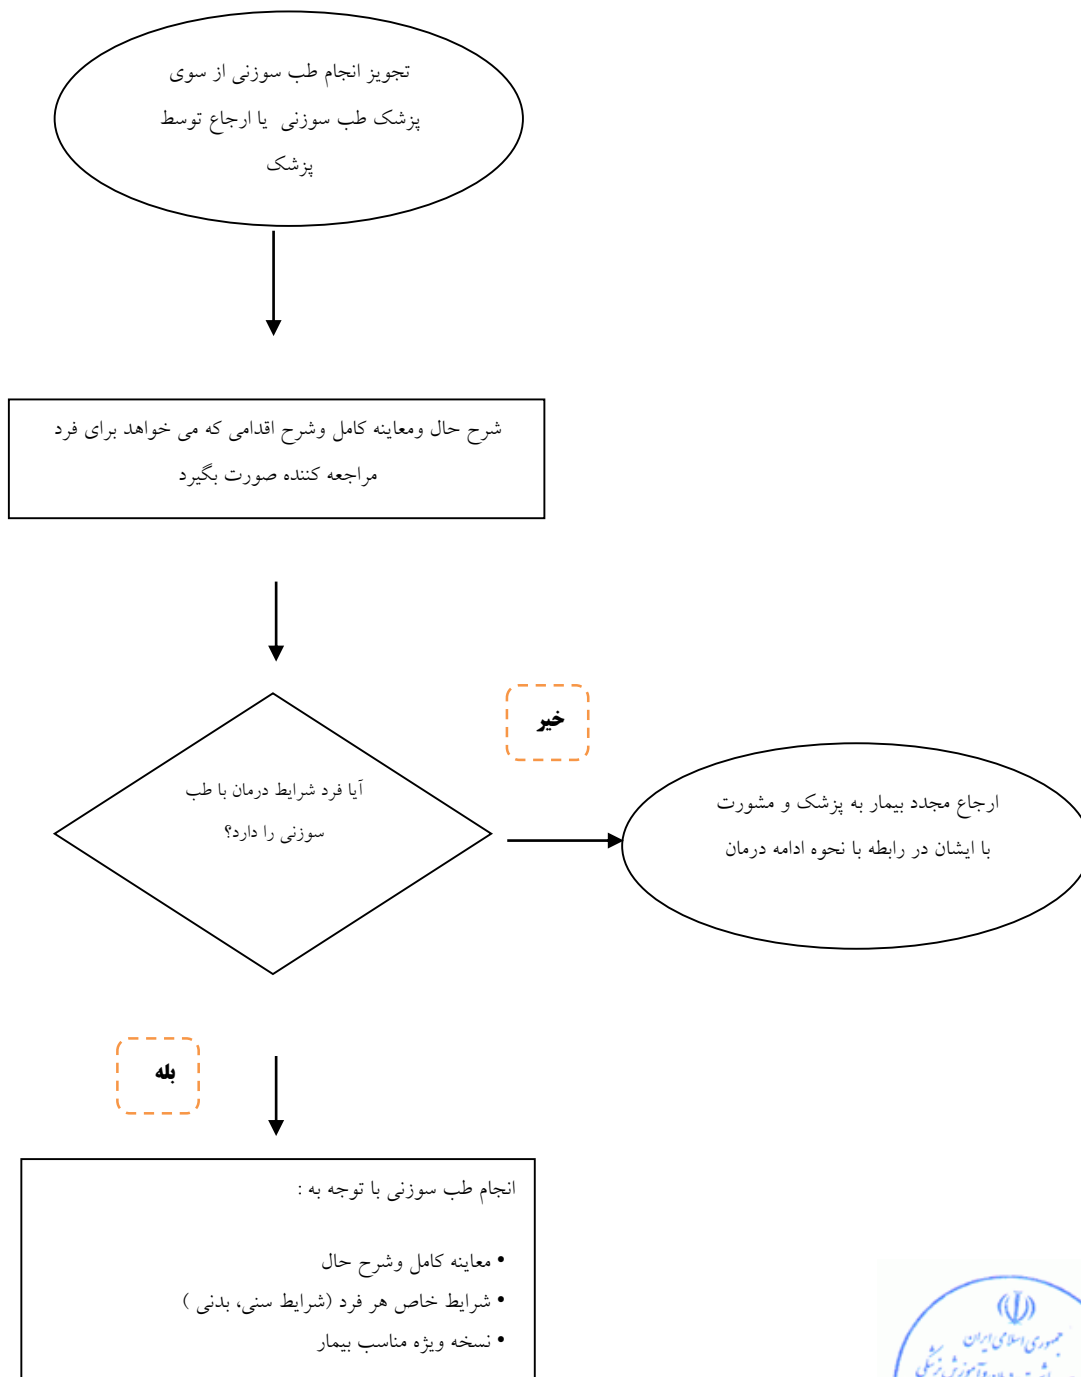 تجویز انجام طب سوزنی از سوی
پزشک طب سوزنی یا ارجاع توسط
پزشک
شرح حال ومعاینه کامل وشرح اقدامی که می خواهد برای فرد
مراجعه کننده صورت بگیرد
آیا فرد شرایط درمان با طب
سوزنی را دارد؟
خیر
ارجاع مجدد بیمار به پزشک و مشورت
با ایشان در رابطه با نحوه ادامه درمان
بله
انجام طب سوزنی با توجه به :
• معاینه کامل وشرح حال
• شرایط خاص هر فرد (شرایط سنی، بدنی )
• نسخه ویژه مناسب بیمار
جمهوری اسلامی ایران